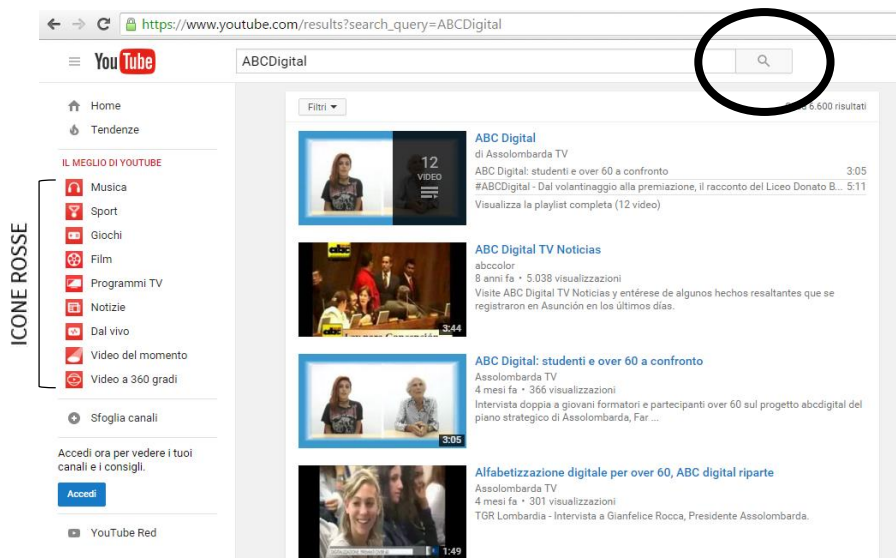 https://www.youtube.com/results?search_query=ABCDigital
YouTube
ABCDigital
Home
Tendenze
IL MEGLIO DI YOUTUBE
Musica
Sport
Giochi
Film
Programmi TV
Notizie
Dal vivo
Video del momento
Video a 360 gradi
ICONE ROSSE
Sfoglia canali
Accedi ora per vedere i tuoi
canali e i consigli.
Accedi
YouTube Red
Filtri
6.600 risultati
12
VIDEO
ABC Digital
di Assolombarda TV
ABC Digital: studenti e over 60 a confronto 3:05
#ABCDigital - Dal volantinaggio alla premiazione, il racconto del Liceo Donato B... 5:11
Visualizza la playlist completa (12 video)
abc
abc
3:44
ABC Digital TV Noticias
abccolor
8 anni fa • 5.038 visualizzazioni
Visite ABC Digital TV Noticias y entérese de algunos hechos resaltantes que se
registraron en Asunción en los últimos días.
3:05
ABC Digital: studenti e over 60 a confronto
Assolombarda TV
4 mesi fa • 366 visualizzazioni
Intervista doppia a giovani formatori e partecipanti over 60 sul progetto abcdigital del
piano strategico di Assolombarda, Far ...
1:49
Alfabetizzazione digitale per over 60, ABC digital riparte
Assolombarda TV
4 mesi fa • 301 visualizzazioni
TGR Lombardia - Intervista a Gianfelice Rocca, Presidente Assolombarda.